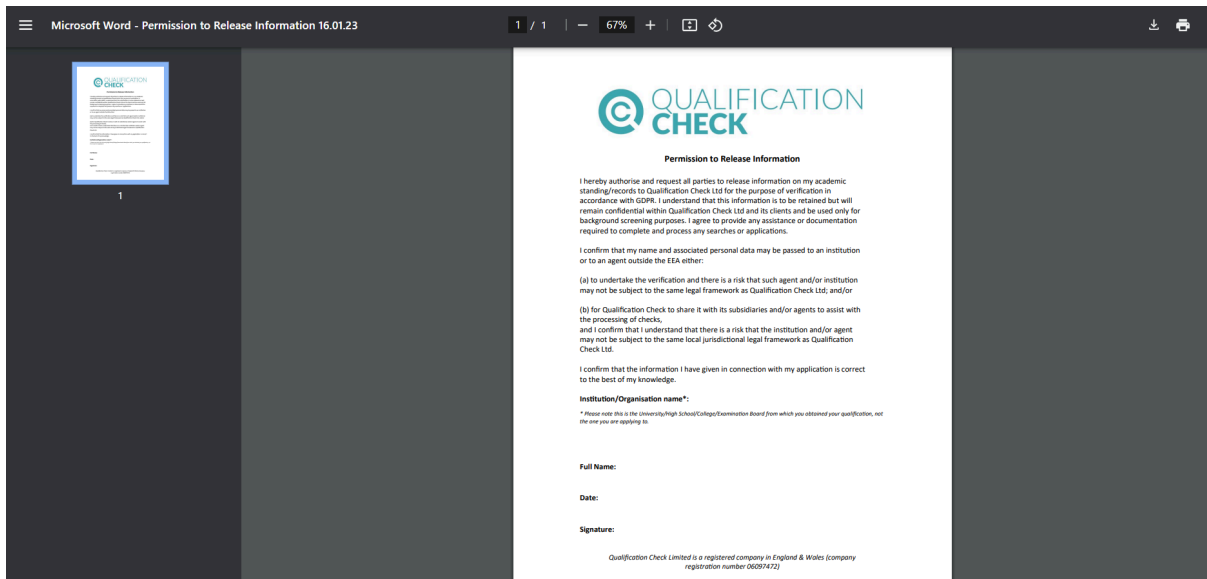 Microsoft Word - Permission to Release Information 16.01.23
1 / 1
67%
1
QUALIFICATION
CHECK
Permission to Release Information
I hereby authorise and request all parties to release information on my academic
standing/records to Qualification Check Ltd for the purpose of verification in
accordance with GDPR. I understand that this information is to be retained but will
remain confidential within Qualification Check Ltd and its clients and be used only for
background screening purposes. I agree to provide any assistance or documentation
required to complete and process any searches or applications.
I confirm that my name and associated personal data may be passed to an institution
or to an agent outside the EEA either:
(a) to undertake the verification and there is a risk that such agent and/or institution
may not be subject to the same legal framework as Qualification Check Ltd; and/or
(b) for Qualification Check to share it with its subsidiaries and/or agents to assist with
the processing of checks,
and I confirm that I understand that there is a risk that the institution and/or agent
may not be subject to the same local jurisdictional legal framework as Qualification
Check Ltd.
I confirm that the information I have given in connection with my application is correct
to the best of my knowledge.
Institution/Organisation name*:
* Please note this is the University/High School/College/Examination Board from which you obtained your qualification, not
the one you are applying to.
Full Name:
Date:
Signature:
Qualification Check Limited is a registered company in England & Wales (company
registration number 06097472)